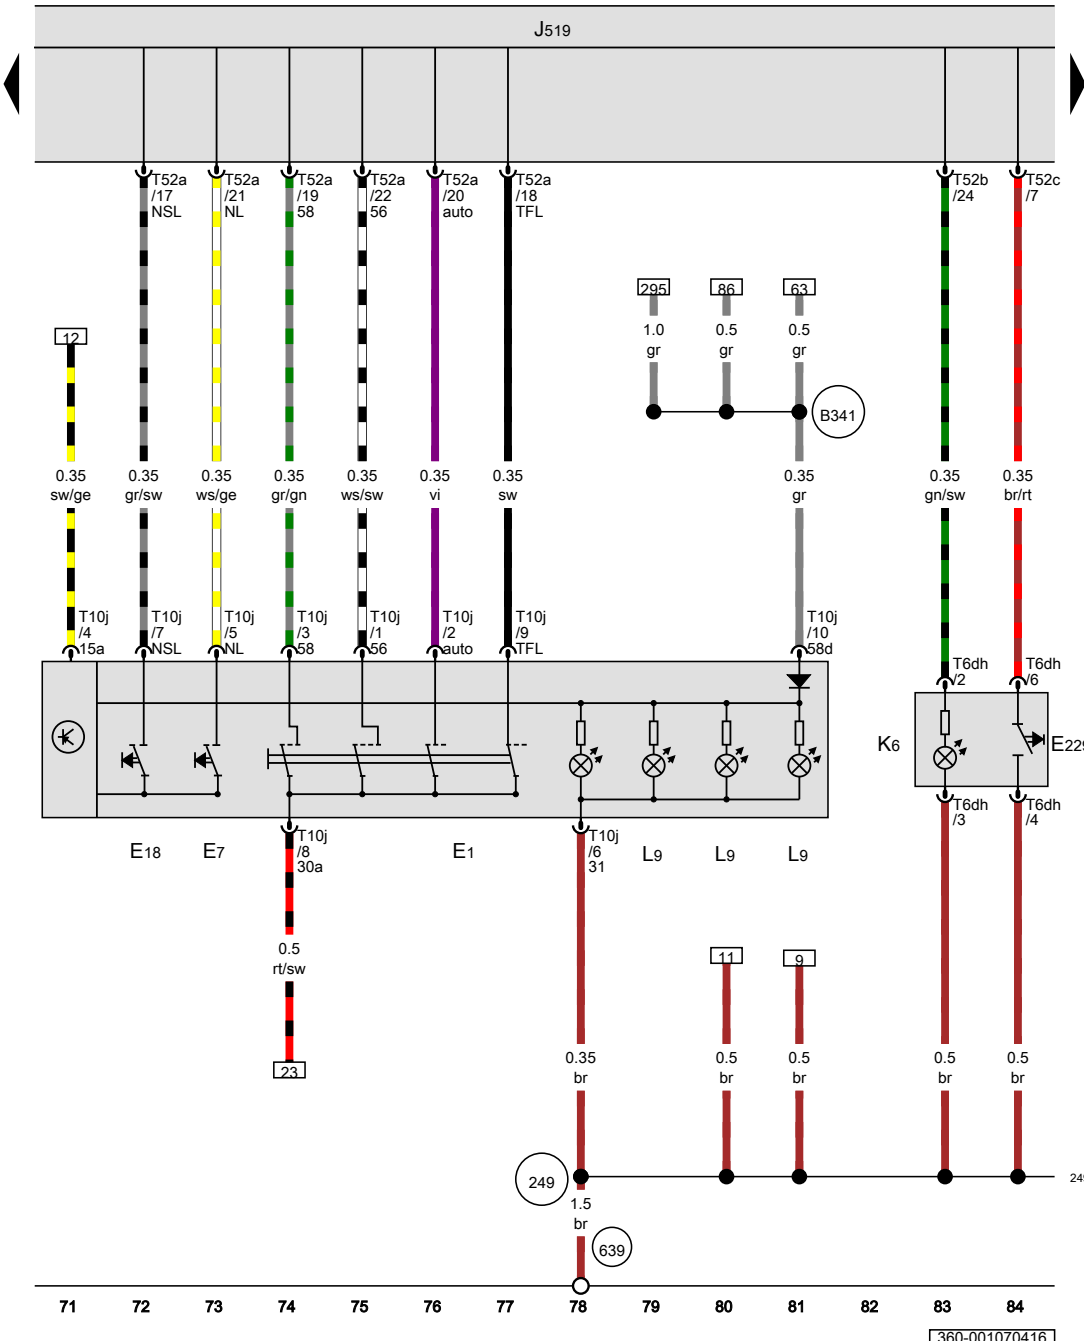 J519
T52a
/17
NSL
T52a
/21
NL
T52a
/19
58
T52a
/22
56
T52a
/20
auto
T52a
/18
TFL
T52b
/24
T52c
/7
295
86
63
12
1.0
gr
0.5
gr
0.5
gr
B341
0.35
sw/ge
0.35
gr/sw
0.35
ws/ge
0.35
gr/gn
0.35
ws/sw
0.35
vi
0.35
sw
0.35
gr
0.35
gn/sw
0.35
br/rt
T10j
/4
15a
T10j
/7
NSL
T10j
/5
NL
T10j
/3
58
T10j
/1
56
T10j
/2
auto
T10j
/9
TFL
T10j
/10
58d
T6dh
/2
T6dh
/6
K6
E229
T6dh
/3
T6dh
/4
T10j
/8
30a
T10j
/6
31
E18
E7
E1
L9
L9
L9
0.5
rt/sw
11
9
23
0.35
br
0.5
br
0.5
br
0.5
br
0.5
br
249
249
1.5
br
639
71 72 73 74 75 76 77 78 79 80 81 82 83 84
360-001070416